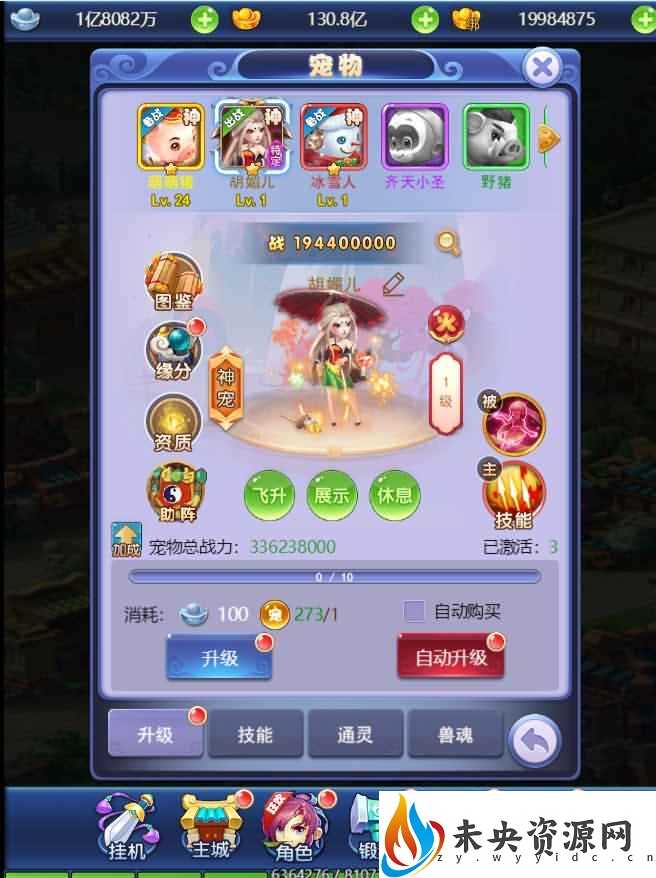 1亿8082万 130.8亿 邦 19984875
宠物
助战 神 出战 神 特定 助战 神
萌萌猪 胡媚儿 冰雪人 齐天小圣 野猪
Lv. 24 Lv. 1 Lv. 1
战 194400000
胡媚儿
图鉴
火
缘分
神宠
1级
资质
被
助阵
主
技能
飞升 展示 休息
加成 宠物总战力: 336238000 已激活: 3
0 / 10
消耗: 100 宠 273/1 自动购买
升级 自动升级
升级 技能 通灵 兽魂
挂机 主城 狂欢 角色 锻
6364276 / 8107
未央资源网
zy.wyyidc.cn